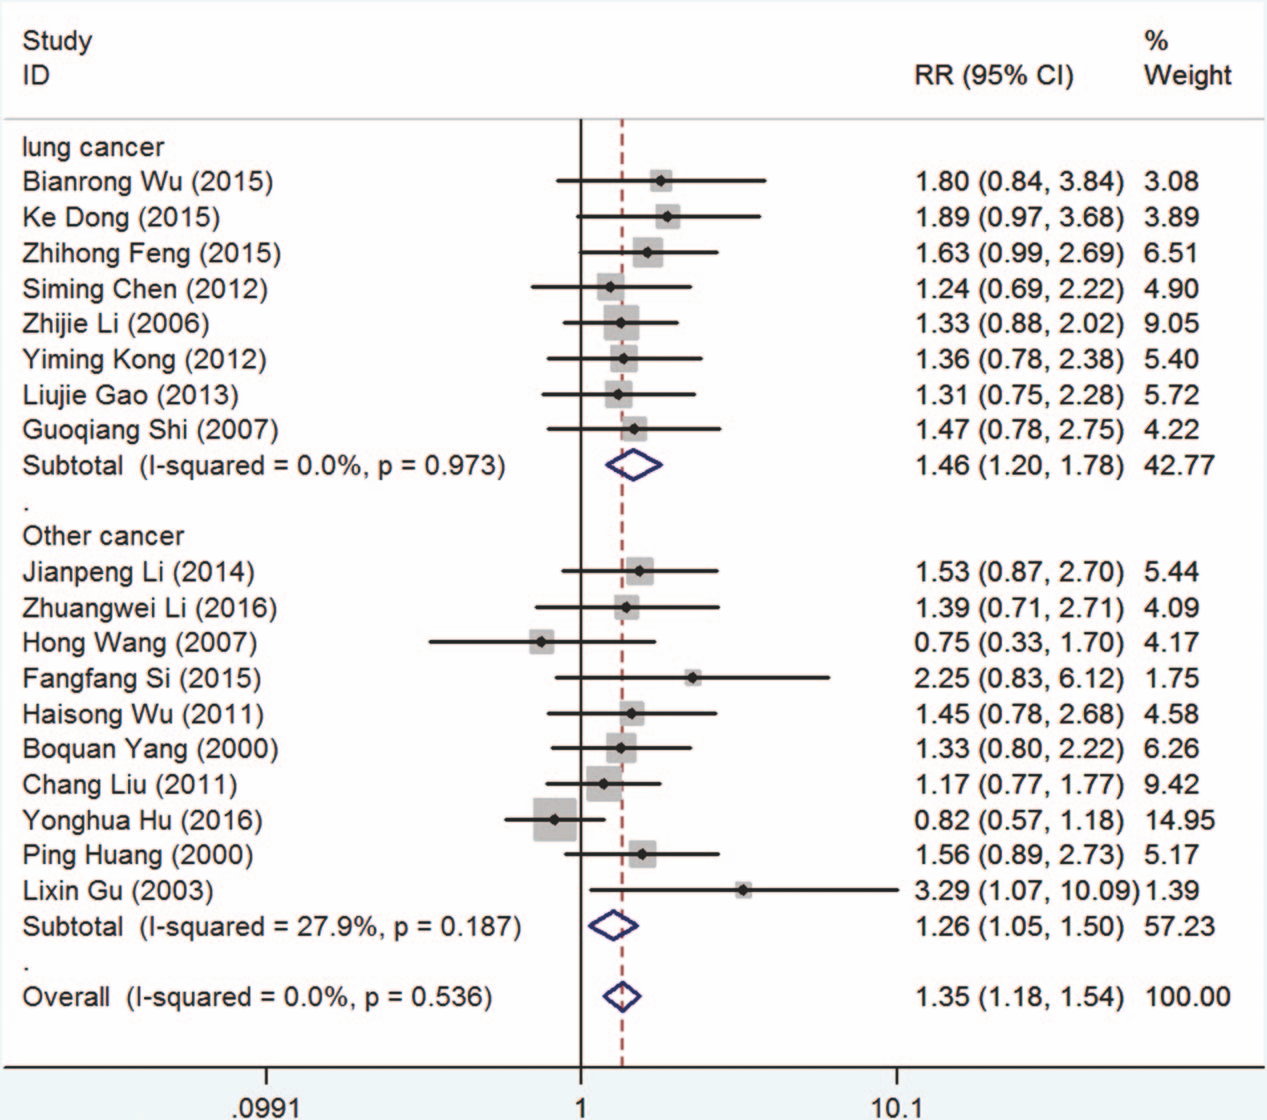 Study %
ID RR (95% CI) Weight
lung cancer
Bianrong Wu (2015) 1.80 (0.84, 3.84) 3.08
Ke Dong (2015) 1.89 (0.97, 3.68) 3.89
Zhihong Feng (2015) 1.63 (0.99, 2.69) 6.51
Siming Chen (2012) 1.24 (0.69, 2.22) 4.90
Zhijie Li (2006) 1.33 (0.88, 2.02) 9.05
Yiming Kong (2012) 1.36 (0.78, 2.38) 5.40
Liujie Gao (2013) 1.31 (0.75, 2.28) 5.72
Guoqiang Shi (2007) 1.47 (0.78, 2.75) 4.22
Subtotal (I-squared = 0.0%, p = 0.973) 1.46 (1.20, 1.78) 42.77
.
Other cancer
Jianpeng Li (2014) 1.53 (0.87, 2.70) 5.44
Zhuangwei Li (2016) 1.39 (0.71, 2.71) 4.09
Hong Wang (2007) 0.75 (0.33, 1.70) 4.17
Fangfang Si (2015) 2.25 (0.83, 6.12) 1.75
Haisong Wu (2011) 1.45 (0.78, 2.68) 4.58
Boquan Yang (2000) 1.33 (0.80, 2.22) 6.26
Chang Liu (2011) 1.17 (0.77, 1.77) 9.42
Yonghua Hu (2016) 0.82 (0.57, 1.18) 14.95
Ping Huang (2000) 1.56 (0.89, 2.73) 5.17
Lixin Gu (2003) 3.29 (1.07, 10.09) 1.39
Subtotal (I-squared = 27.9%, p = 0.187) 1.26 (1.05, 1.50) 57.23
.
Overall (I-squared = 0.0%, p = 0.536) 1.35 (1.18, 1.54) 100.00
.0991 1 10.1